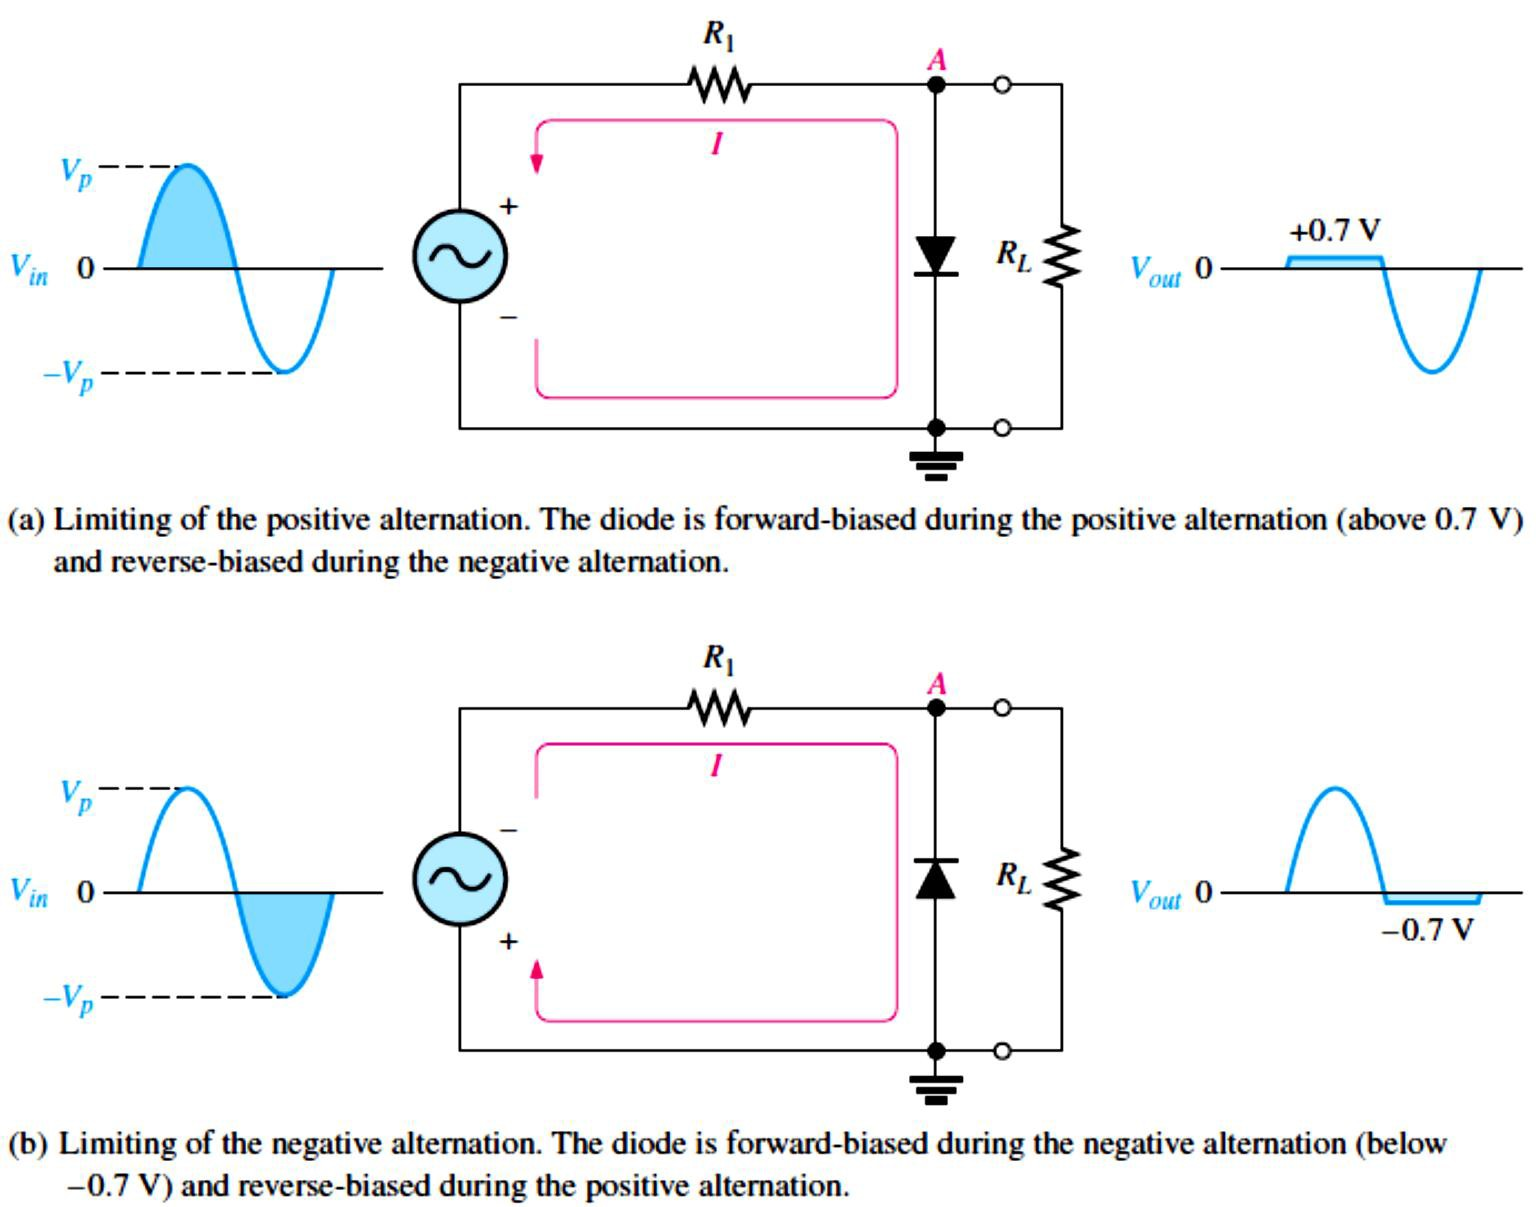 R1
A
I
Vp
Vin 0
−Vp
+
−
RL
+0.7 V
Vout 0
(a) Limiting of the positive alternation. The diode is forward-biased during the positive alternation (above 0.7 V)
and reverse-biased during the negative alternation.
R1
A
I
Vp
Vin 0
−Vp
−
+
RL
Vout 0
−0.7 V
(b) Limiting of the negative alternation. The diode is forward-biased during the negative alternation (below
−0.7 V) and reverse-biased during the positive alternation.